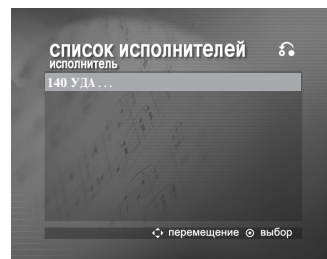 список исполнителей
исполнитель
140 УДА...
перемещение выбор